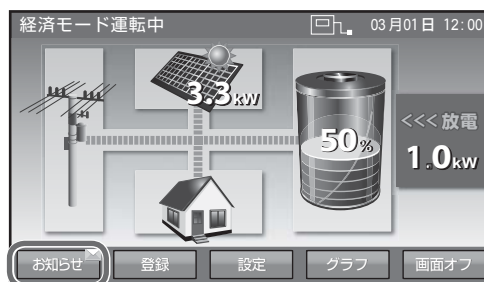 経済モード運転中 03月01日 12:00
3.3kW
50%
<<< 放電
1.0kW
お知らせ 登録 設定 グラフ 画面オフ